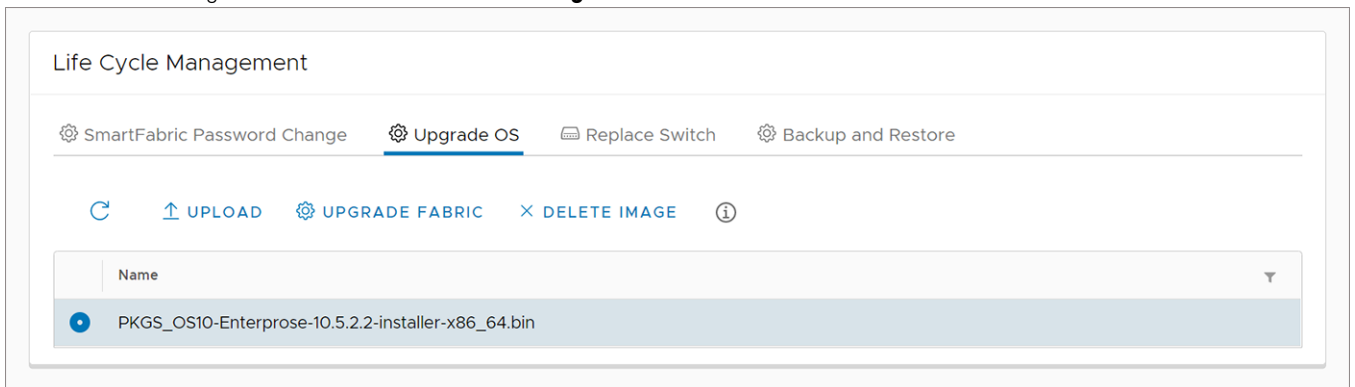 Life Cycle Management
SmartFabric Password Change Upgrade OS Replace Switch Backup and Restore
UPLOAD UPGRADE FABRIC DELETE IMAGE
Name
PKGS_OS10-Enterprose-10.5.2.2-installer-x86_64.bin